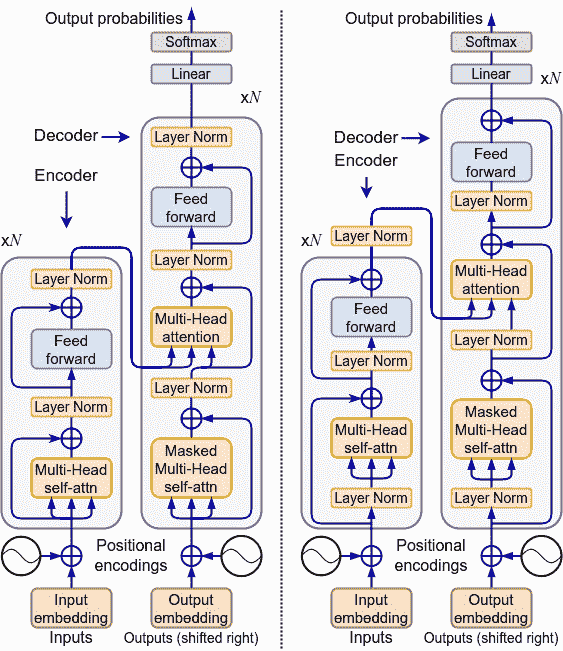 Output probabilities
Softmax
Linear
xN
Decoder
Layer Norm
Encoder
Feed
forward
xN
Layer Norm
Layer Norm
Multi-Head
attention
Feed
forward
Layer Norm
Layer Norm
Multi-Head
self-attn
Masked
Multi-Head
self-attn
Positional
encodings
Input
embedding
Output
embedding
Inputs
Outputs (shifted right)
Output probabilities
Softmax
Linear
xN
Decoder
Encoder
Feed
forward
Layer Norm
xN
Layer Norm
Multi-Head
attention
Feed
forward
Layer Norm
Layer Norm
Multi-Head
self-attn
Masked
Multi-Head
self-attn
Layer Norm
Layer Norm
Positional
encodings
Input
embedding
Output
embedding
Inputs
Outputs (shifted right)